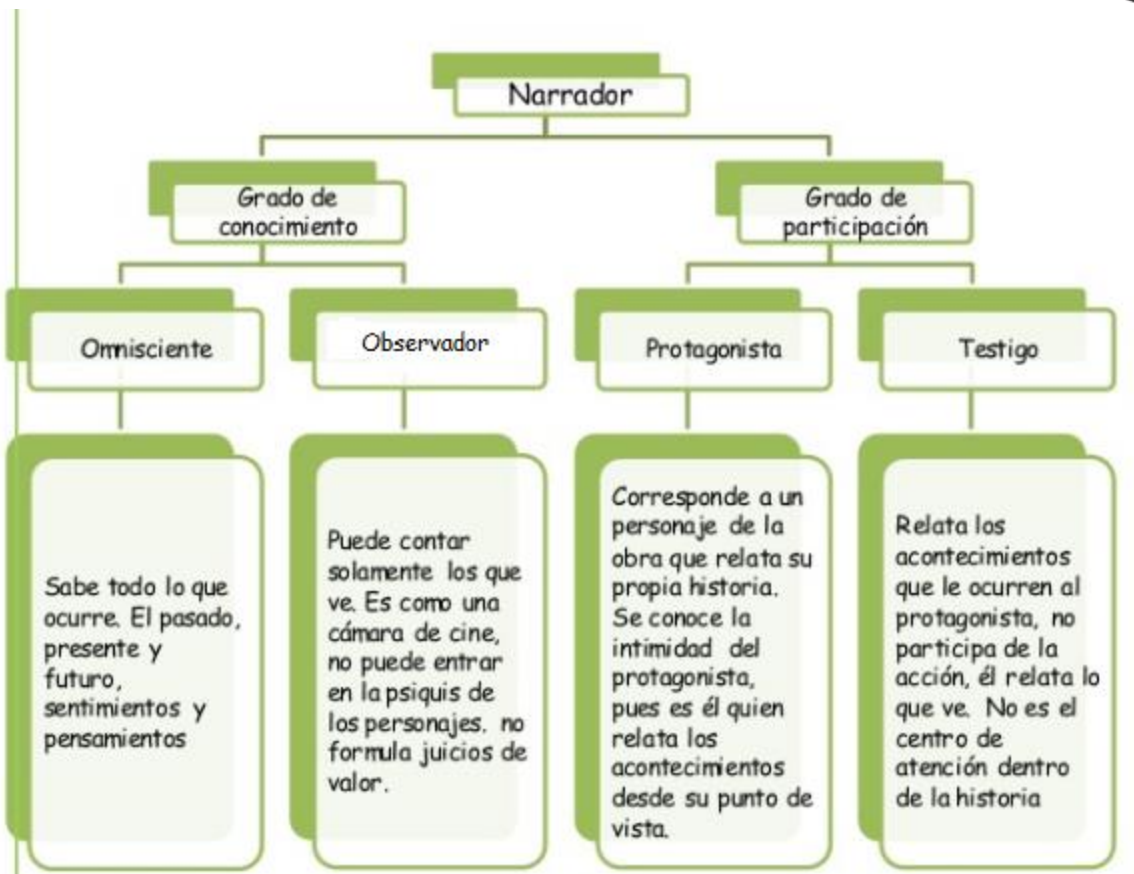 Narrador
Grado de
conocimiento
Grado de
participación
Omnisciente
Observador
Protagonista
Testigo
Sabe todo lo que
ocurre. El pasado,
presente y
futuro,
sentimientos y
pensamientos
Puede contar
solamente los que
ve. Es como una
cámara de cine,
no puede entrar
en la psiquis de
los personajes. no
formula juicios de
valor.
Corresponde a un
personaje de la
obra que relata su
propia historia.
Se conoce la
intimidad del
protagonista,
pues es él quien
relata los
acontecimientos
desde su punto de
vista.
Relata los
acontecimientos
que le ocurren al
protagonista, no
participa de la
acción, él relata lo
que ve. No es el
centro de
atención dentro
de la historia